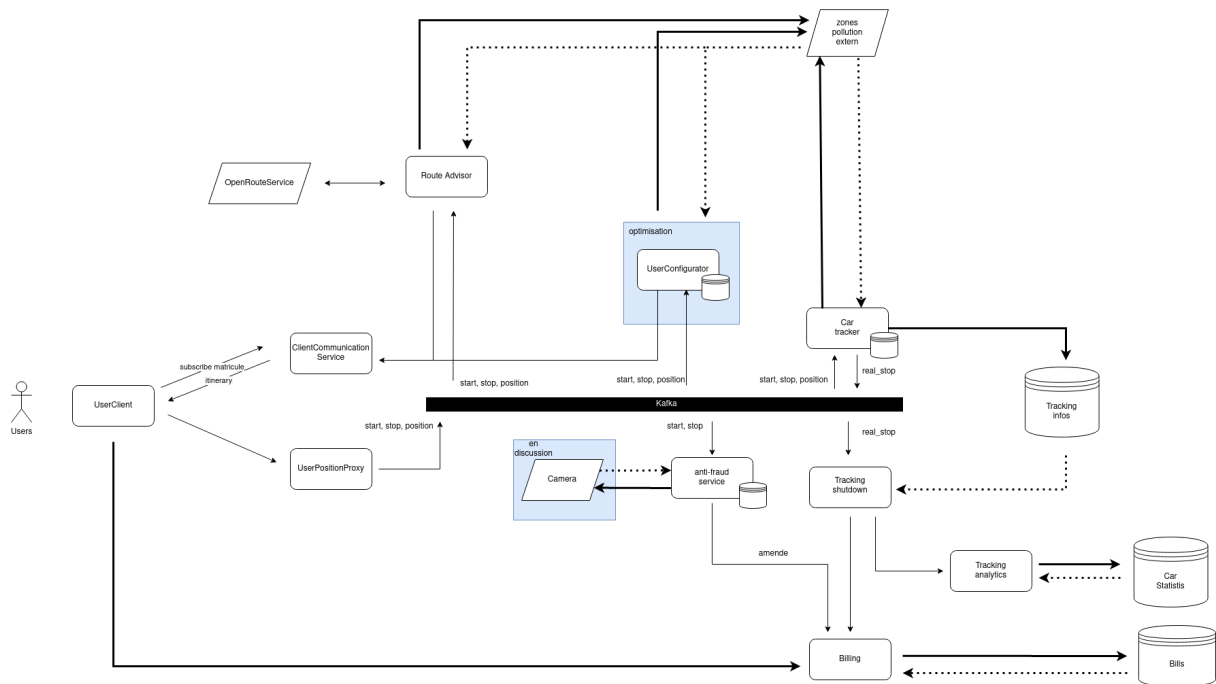 zones
pollution
extern
OpenRouteService
Route Advisor
optimisation
UserConfigurator
Car
tracker
ClientCommunication
Service
subscribe matricule
itinerary
real_stop
start, stop, position
start, stop, position
start, stop, position
Users
UserClient
Kafka
Tracking
infos
start, stop, position
start, stop
real_stop
en
discussion
UserPositionProxy
Camera
anti-fraud
service
Tracking
shutdown
amende
Tracking
analytics
Car
Statistis
Billing
Bills